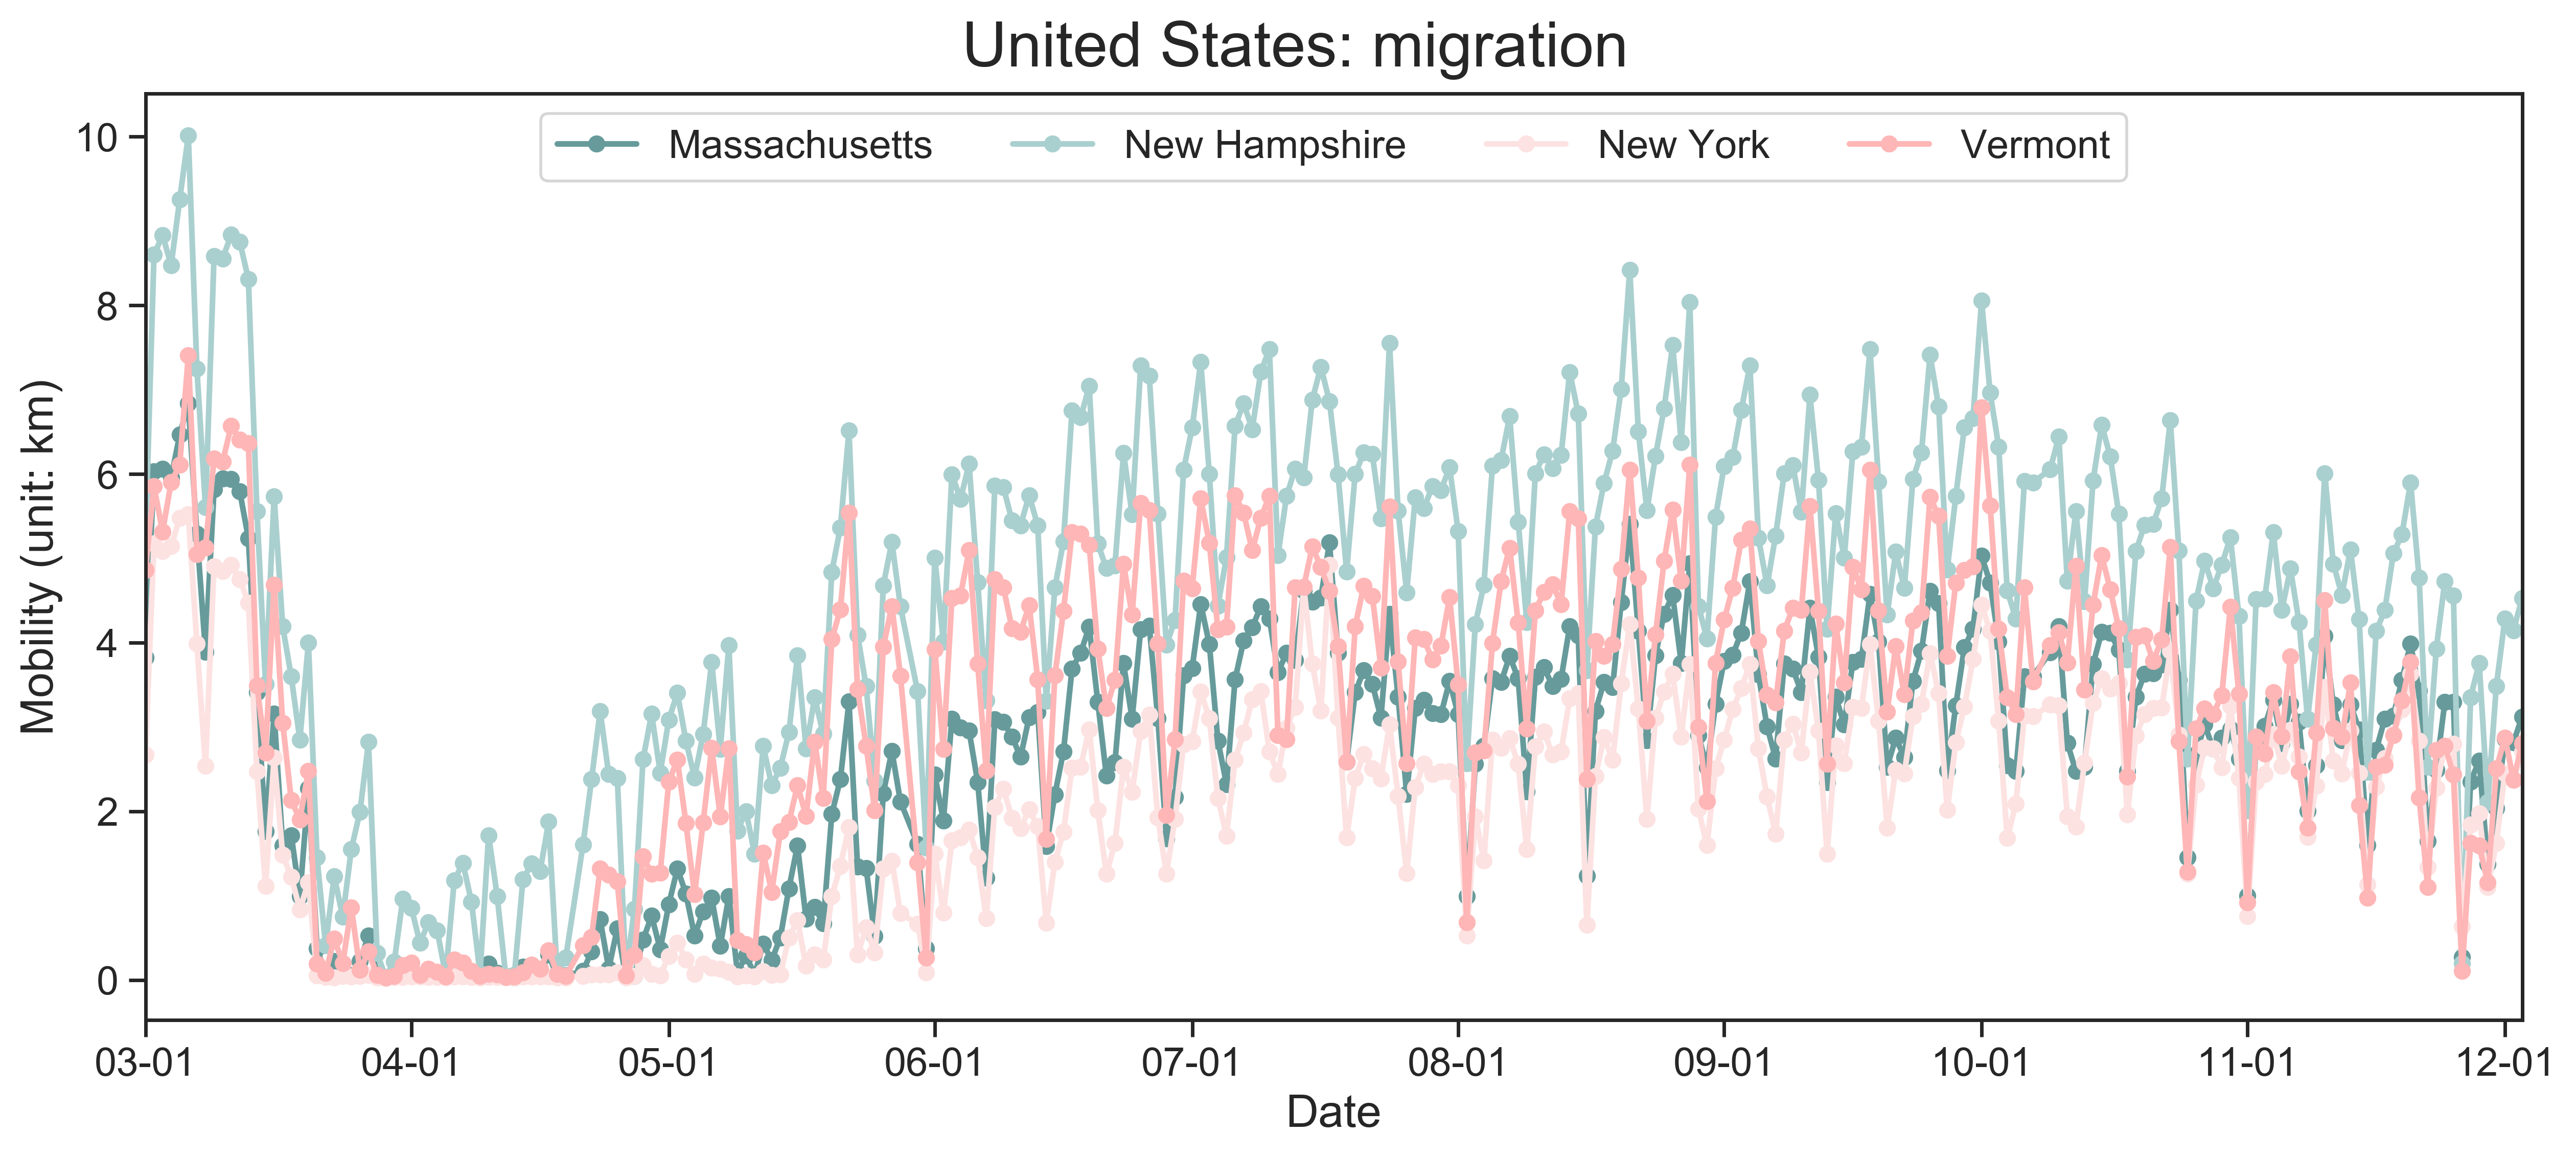 United States: migration
Massachusetts New Hampshire New York Vermont
10
8
6
4
2
0
Mobility (unit: km)
03-01 04-01 05-01 06-01 07-01 08-01 09-01 10-01 11-01 12-01
Date